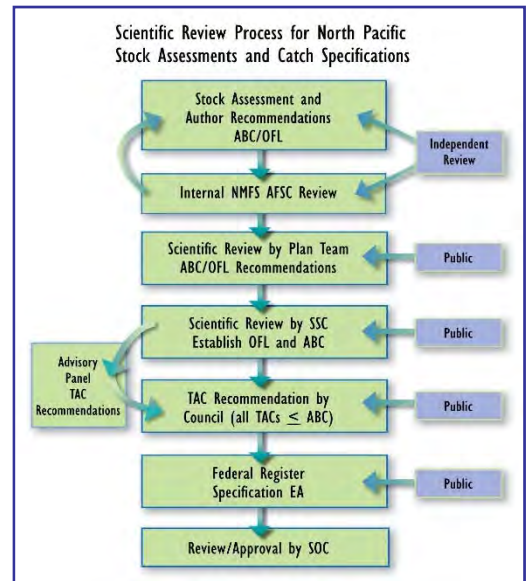 Scientific Review Process for North Pacific
Stock Assessments and Catch Specifications
Stock Assessment and
Author Recommendations
ABC/OFL
Independent
Review
Internal NMFS AFSC Review
Scientific Review by Plan Team
ABC/OFL Recommendations
Public
Scientific Review by SSC
Establish OFL and ABC
Public
Advisory
Panel
TAC
Recommendations
TAC Recommendation by
Council (all TACs ≤ ABC)
Public
Federal Register
Specification EA
Public
Review/Approval by SOC